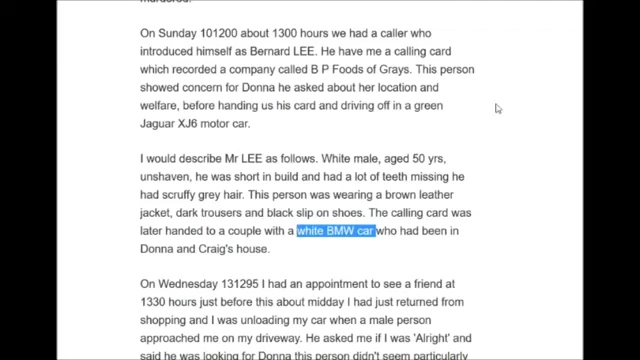 murdered.
On Sunday 101200 about 1300 hours we had a caller who
introduced himself as Bernard LEE. He have me a calling card
which recorded a company called B P Foods of Grays. This person
showed concern for Donna he asked about her location and
welfare, before handing us his card and driving off in a green
Jaguar XJ6 motor car.
I would describe Mr LEE as follows. White male, aged 50 yrs,
unshaven, he was short in build and had a lot of teeth missing he
had scruffy grey hair. This person was wearing a brown leather
jacket, dark trousers and black slip on shoes. The calling card was
later handed to a couple with a white BMW car who had been in
Donna and Craig's house.
On Wednesday 131295 I had an appointment to see a friend at
1330 hours just before this about midday I had just returned from
shopping and I was unloading my car when a male person
approached me on my driveway. He asked me if I was 'Alright' and
said he was looking for Donna this person didn't seem particularly